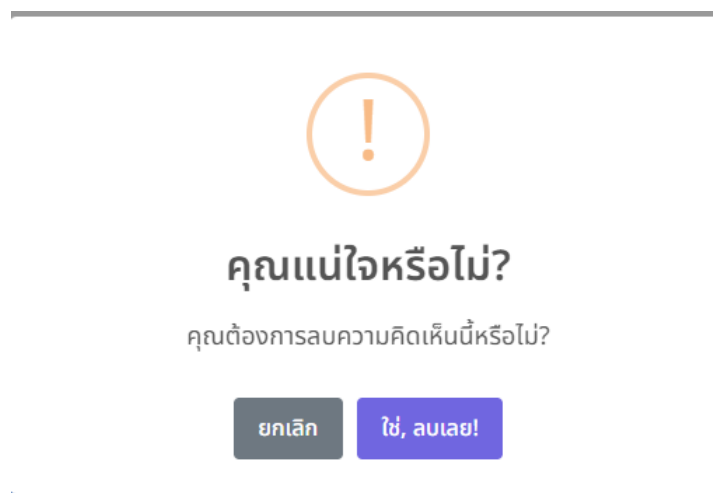 !
คุณแน่ใจหรือไม่?
คุณต้องการลบความคิดเห็นนี้หรือไม่?
ยกเลิก
ใช่, ลบเลย!